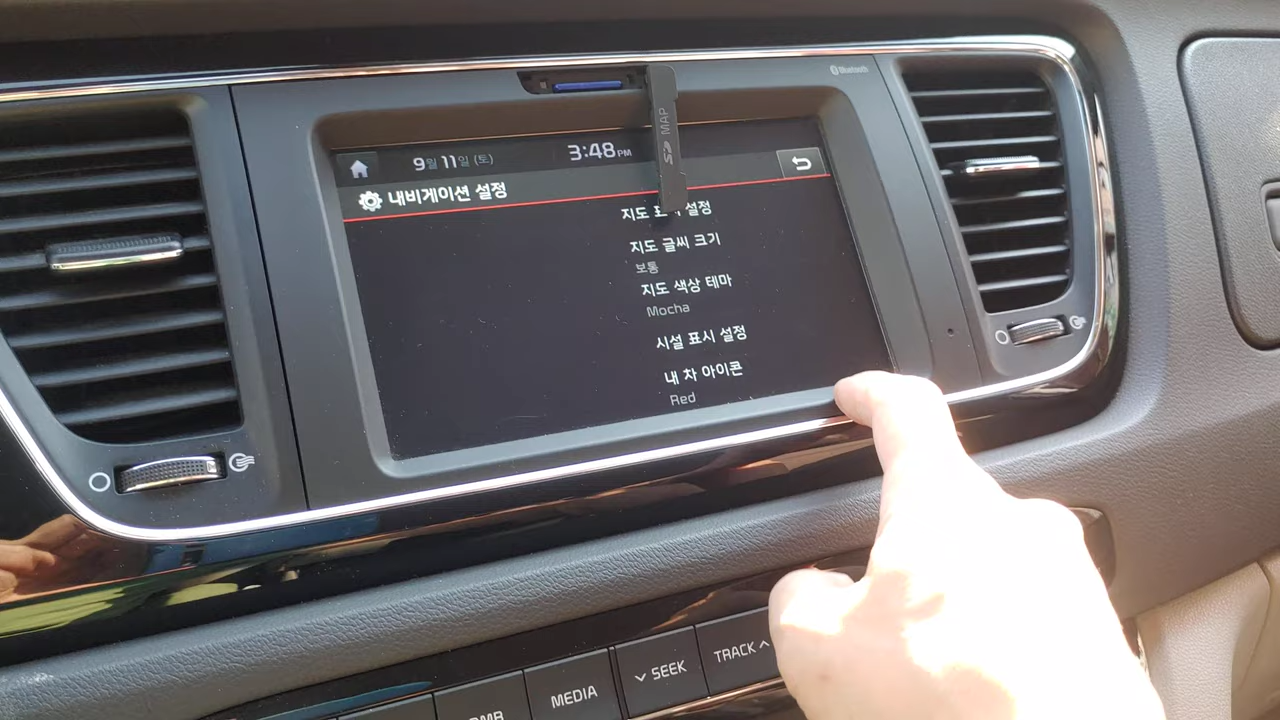 Bluetooth
SD MAP
9월 11일 (토)
3:48 PM
내비게이션 설정
지도 표시 설정
지도 글씨 크기
보통
지도 색상 테마
Mocha
시설 표시 설정
내 차 아이콘
Red
DMB
MEDIA
SEEK
TRACK